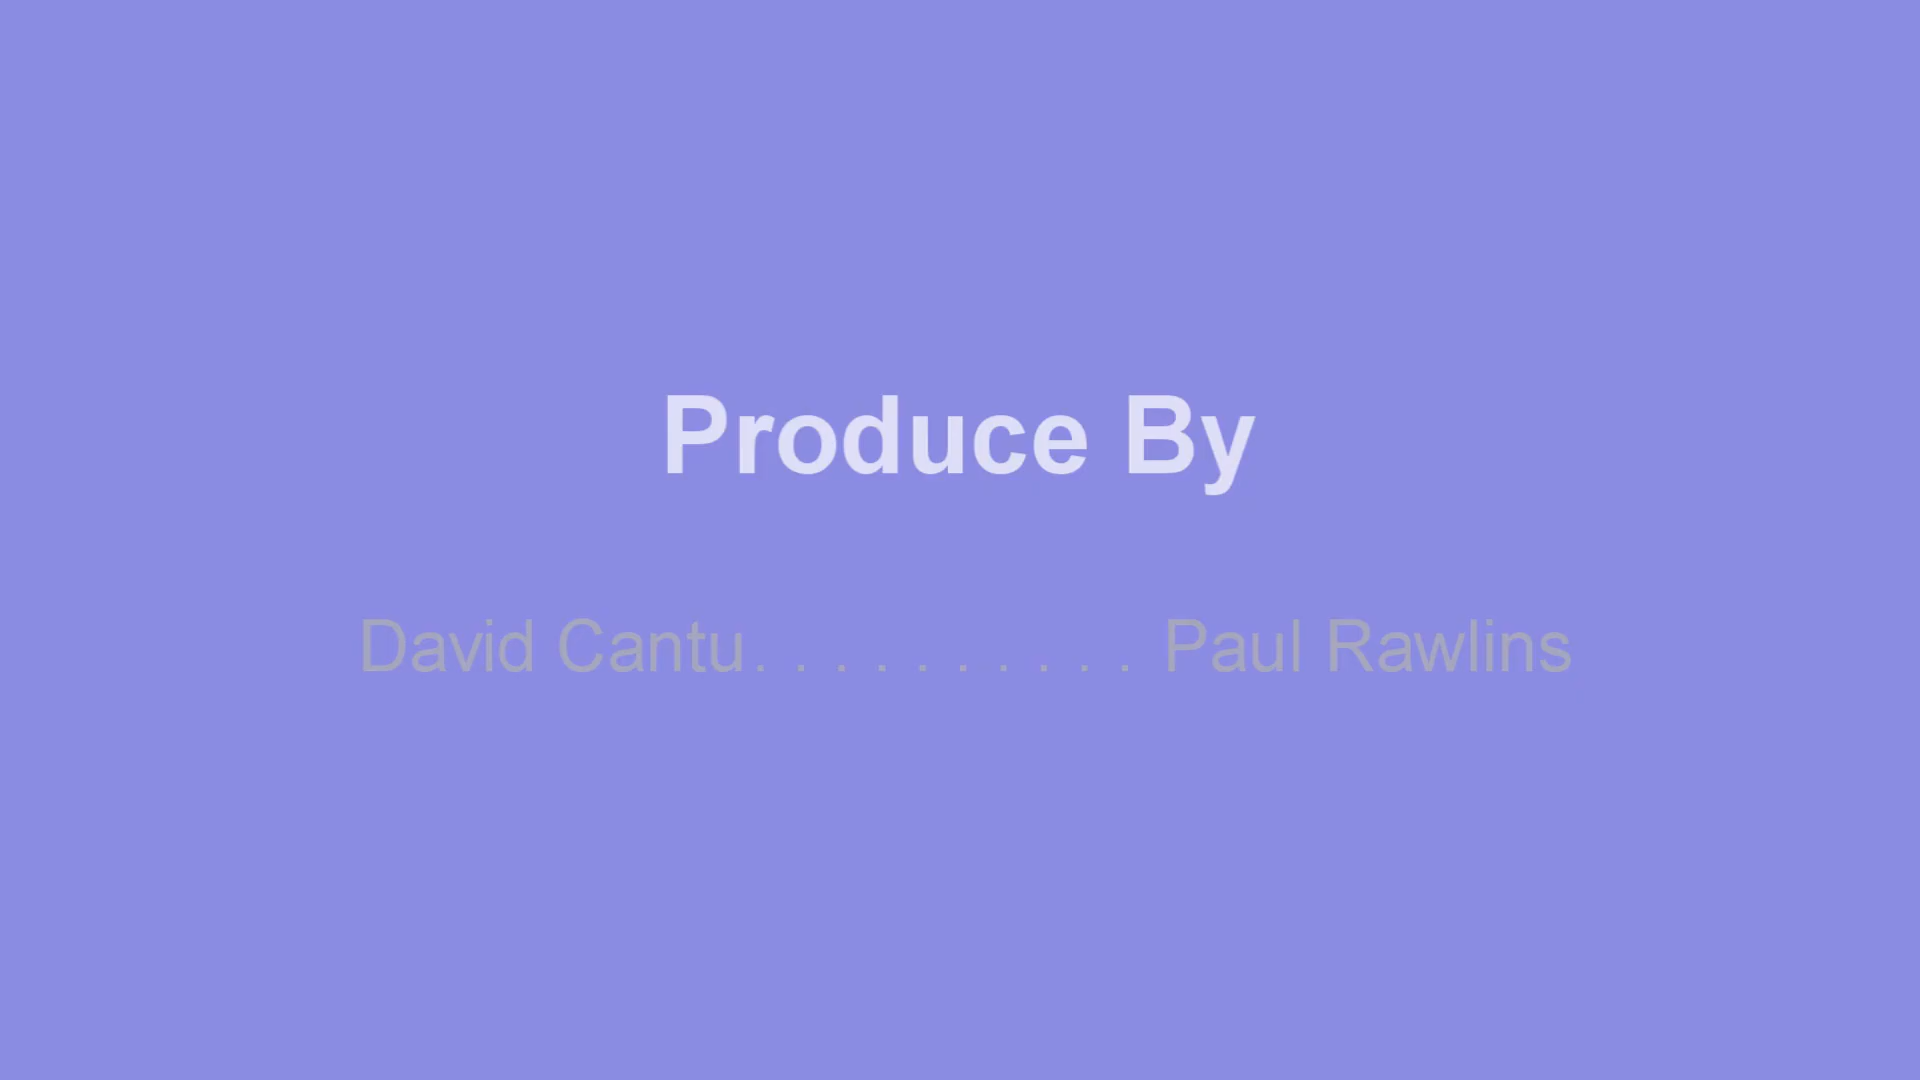 Produce By
David Cantu. . . . . . . . . . Paul Rawlins